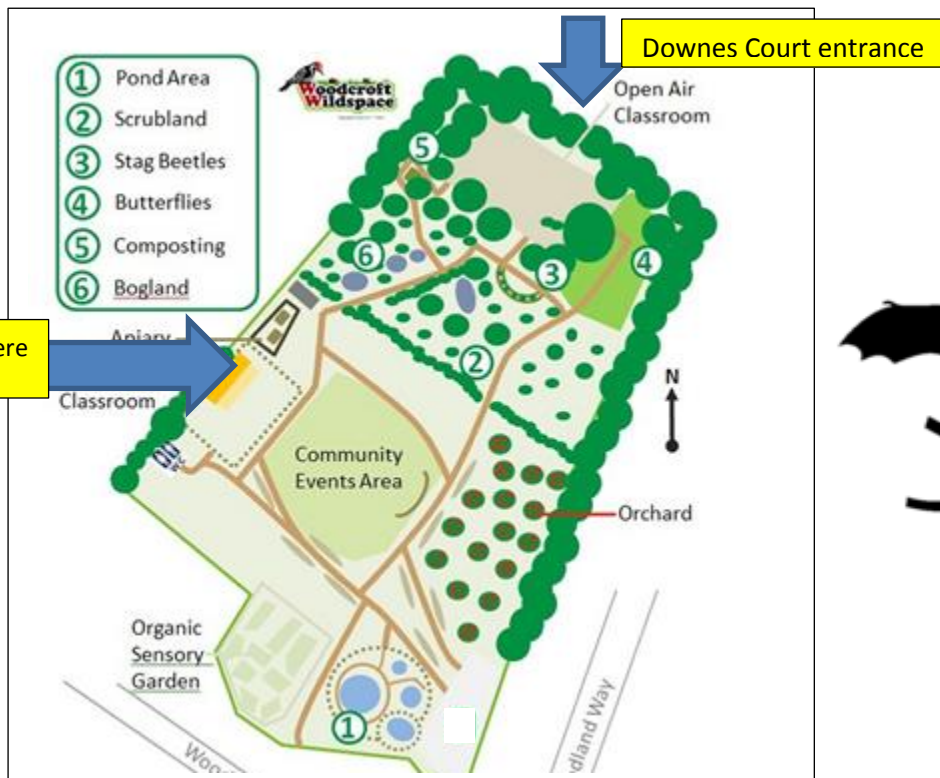 Downes Court entrance
1 Pond Area
2 Scrubland
3 Stag Beetles
4 Butterflies
5 Composting
6 Bogland
Woodcroft
Wildspace
Open Air
Classroom
5
6
3
4
2
ere
Apiary
Classroom
WC
N
Community
Events Area
Orchard
Organic
Sensory
Garden
1